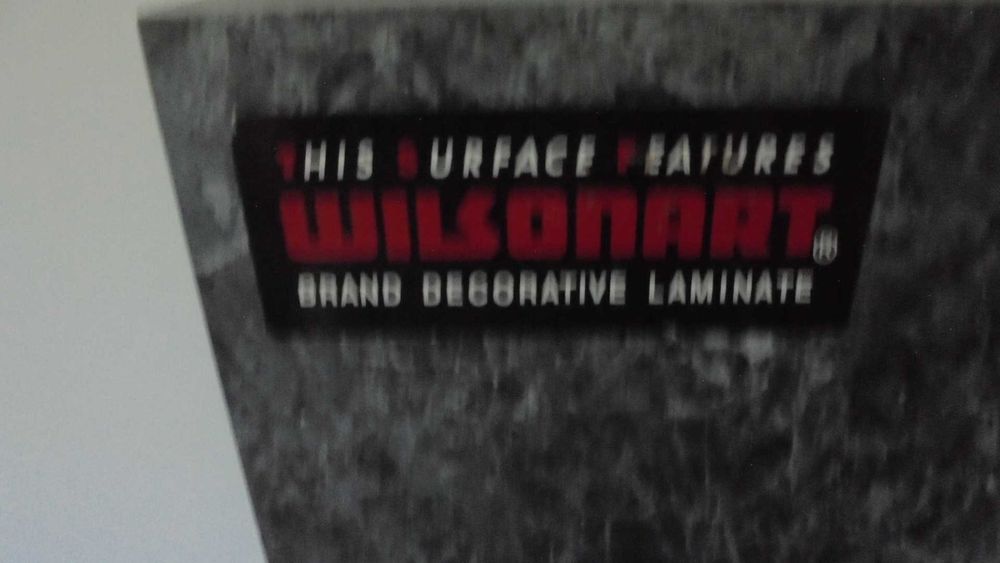 THIS SURFACE FEATURES
WILSONART®
BRAND DECORATIVE LAMINATE